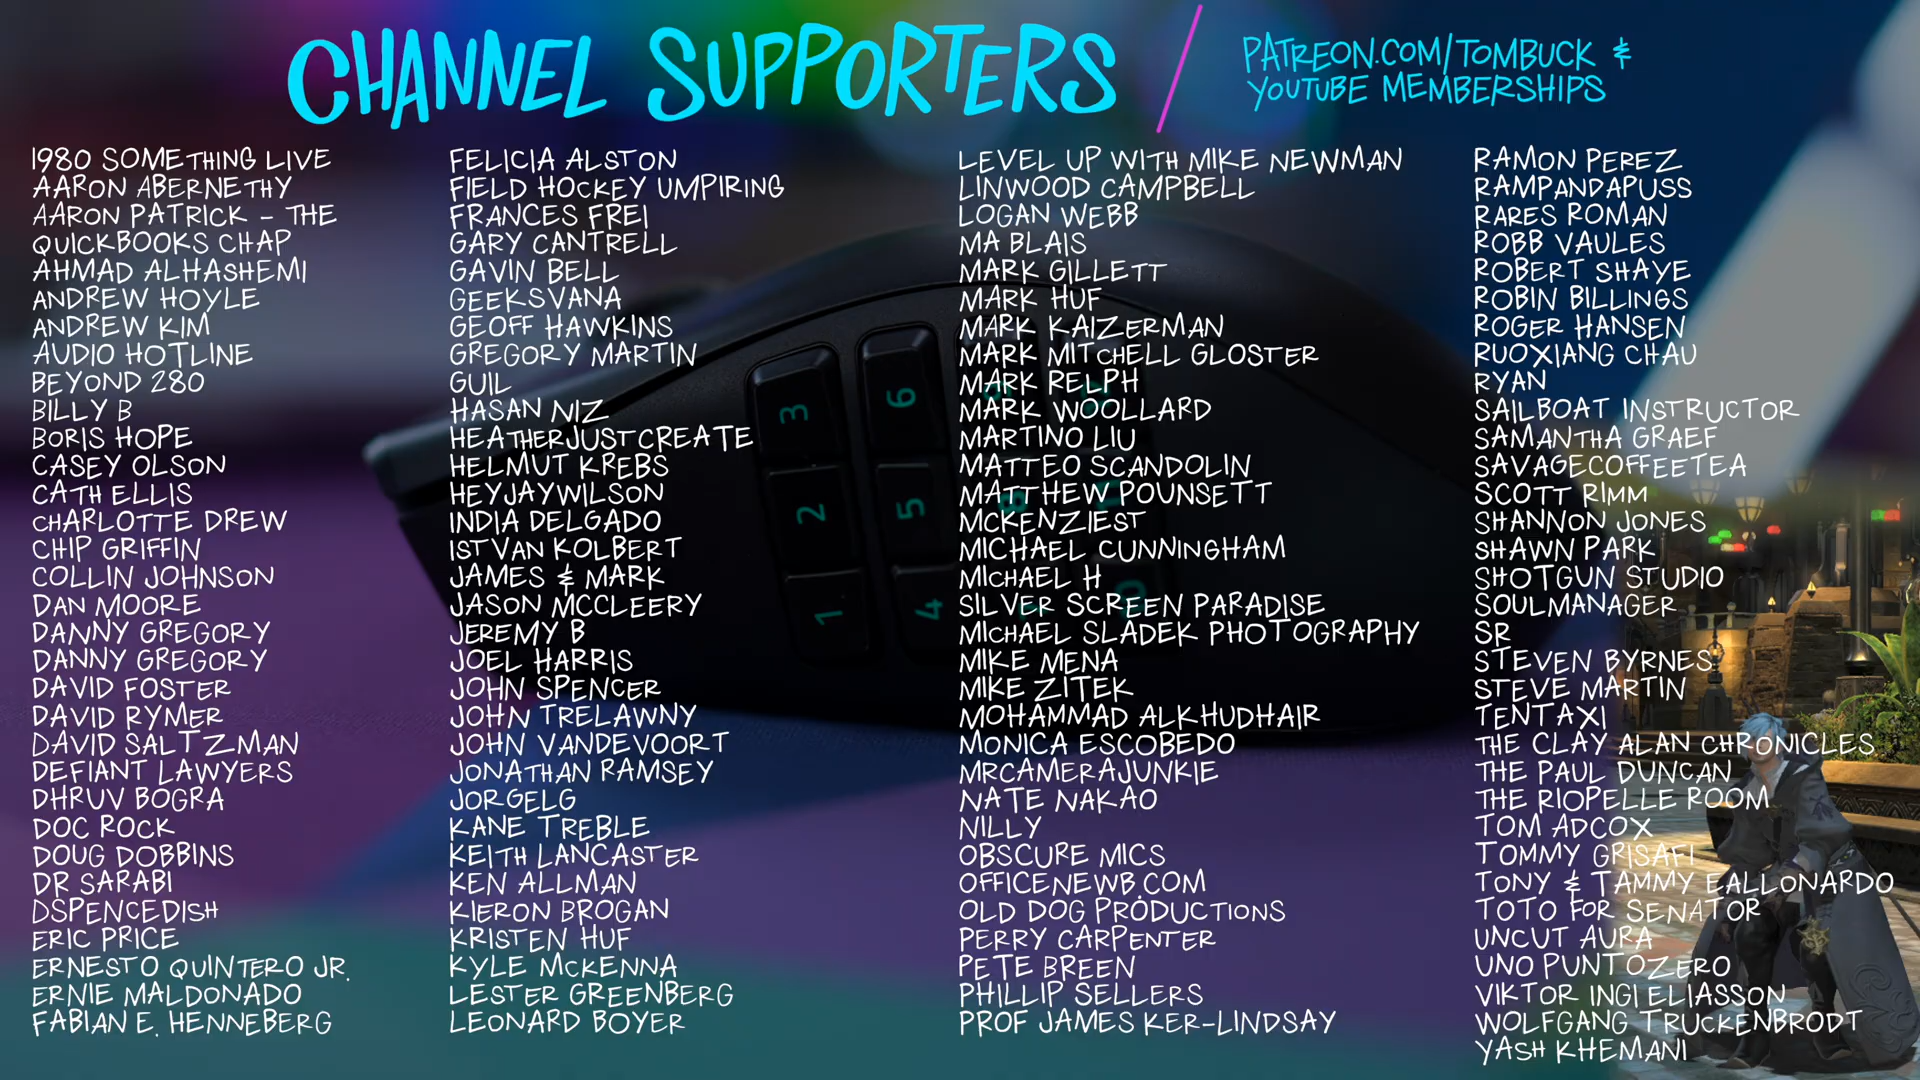 CHANNEL SUPPORTERS
PATREON.COM/TOMBUCK &
YOUTUBE MEMBERSHIPS
1980 SOMETHING LIVE
AARON ABERNETHY
AARON PATRICK - THE
QUICKBOOKS CHAP
AHMAD ALHASHEMI
ANDREW HOYLE
ANDREW KIM
AUDIO HOTLINE
BEYOND 280
BILLY B
BORIS HOPE
CASEY OLSON
CATH ELLIS
CHARLOTTE DREW
CHIP GRIFFIN
COLLIN JOHNSON
DAN MOORE
DANNY GREGORY
DANNY GREGORY
DAVID FOSTER
DAVID RYMER
DAVID SALTZMAN
DEFIANT LAWYERS
DHRUV BOGRA
DOC ROCK
DOUG DOBBINS
DR SARABI
DSPENCEDISH
ERIC PRICE
ERNESTO QUINTERO JR.
ERNIE MALDONADO
FABIAN E. HENNEBERG
FELICIA ALSTON
FIELD HOCKEY UMPIRING
FRANCES FREI
GARY CANTRELL
GAVIN BELL
GEEKSVANA
GEOFF HAWKINS
GREGORY MARTIN
GUIL
HASAN NIZ
HEATHERJUSTCREATE
HELMUT KREBS
HEYJAYWILSON
INDIA DELGADO
ISTVAN KOLBERT
JAMES & MARK
JASON MCCLEERY
JEREMY B
JOEL HARRIS
JOHN SPENCER
JOHN TRELAWNY
JOHN VANDEVOORT
JONATHAN RAMSEY
JORGELG
KANE TREBLE
KEITH LANCASTER
KEN ALLMAN
KIERON BROGAN
KRISTEN HUF
KYLE MCKENNA
LESTER GREENBERG
LEONARD BOYER
LEVEL UP WITH MIKE NEWMAN
LINWOOD CAMPBELL
LOGAN WEBB
MA BLAIS
MARK GILLETT
MARK HUF
MARK KAIZERMAN
MARK MITCHELL GLOSTER
MARK RELPH
MARK WOOLLARD
MARTINO LIU
MATTEO SCANDOLIN
MATTHEW POUNSETT
MCKENZIEST
MICHAEL CUNNINGHAM
MICHAEL H
SILVER SCREEN PARADISE
MICHAEL SLADEK PHOTOGRAPHY
MIKE MENA
MIKE ZITEK
MOHAMMAD ALKHUDHAIR
MONICA ESCOBEDO
MRCAMERAJUNKIE
NATE NAKAO
NILLY
OBSCURE MICS
OFFICENEWB.COM
OLD DOG PRODUCTIONS
PERRY CARPENTER
PETE BREEN
PHILLIP SELLERS
PROF JAMES KER-LINDSAY
RAMON PEREZ
RAMPANDAPUSS
RARES ROMAN
ROBB VAULES
ROBERT SHAYE
ROBIN BILLINGS
ROGER HANSEN
RUOXIANG CHAU
RYAN
SAILBOAT INSTRUCTOR
SAMANTHA GRAEF
SAVAGECOFFEETEA
SCOTT RIMM
SHANNON JONES
SHAWN PARK
SHOTGUN STUDIO
SOULMANAGER
SR
STEVEN BYRNES
STEVE MARTIN
TENTAXI
THE CLAY ALAN CHRONICLES
THE PAUL DUNCAN
THE RIOPELLE ROOM
TOM ADCOX
TOMMY GRISAFI
TONY & TAMMY EALLONARDO
TOTO FOR SENATOR
UNCUT AURA
UNO PUNTOZERO
VIKTOR INGI ELIASSON
WOLFGANG TRUCKENBRODT
YASH KHEMANI
3
6
2
5
8
11
1
4